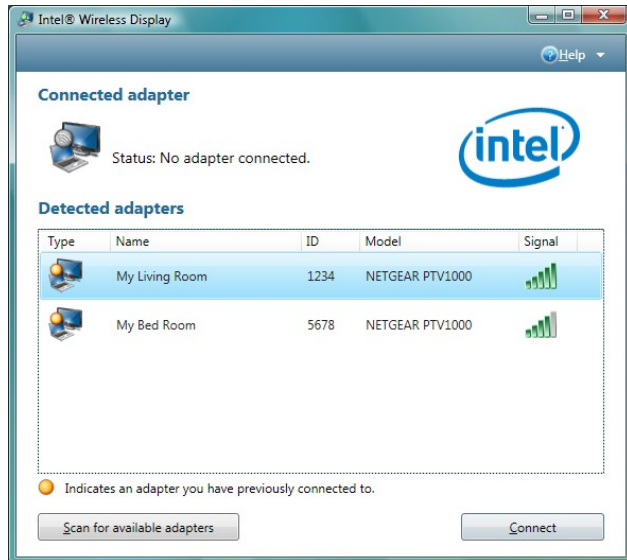 Intel® Wireless Display
Help
Connected adapter
Status: No adapter connected.
intel
Detected adapters
Type Name ID Model Signal
My Living Room 1234 NETGEAR PTV1000
My Bed Room 5678 NETGEAR PTV1000
Indicates an adapter you have previously connected to.
Scan for available adapters Connect